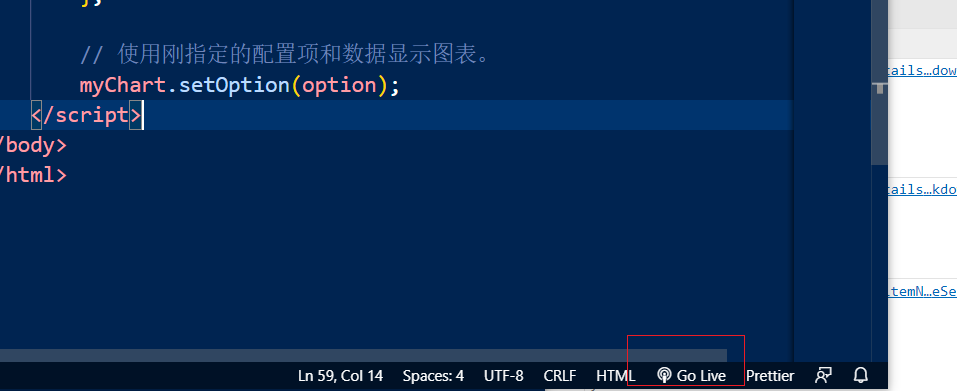 };
// 使用刚指定的配置项和数据显示图表。
myChart.setOption(option);
</script>
/body>
/html>
tails…dow
tails…kdo
temN…eSe
Ln 59, Col 14 Spaces: 4 UTF-8 CRLF HTML Go Live Prettier